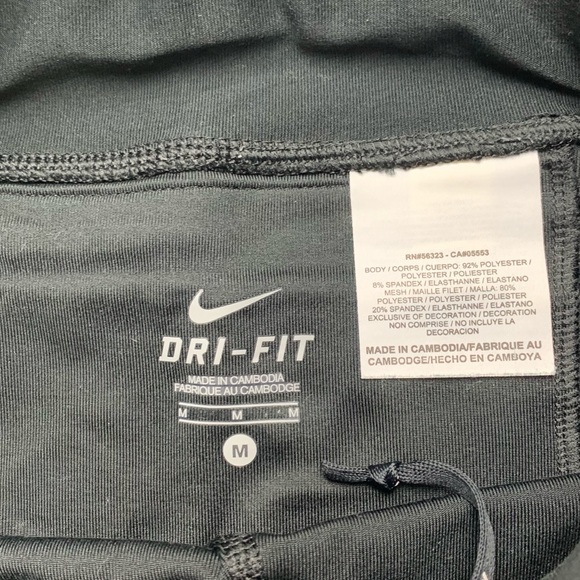 DRI-FIT
MADE IN CAMBODIA
FABRIQUE AU CAMBODGE
M M M
M
RN#56323 - CA#05553
BODY / CORPS / CUERPO: 92% POLYESTER /
POLYESTER / POLIESTER
8% SPANDEX / ELASTHANNE / ELASTANO
MESH / MAILLE FILET / MALLA: 80%
POLYESTER / POLYESTER / POLIESTER
20% SPANDEX / ELASTHANNE / ELASTANO
EXCLUSIVE OF DECORATION / DECORATION
NON COMPRISE / NO INCLUYE LA
DECORACION
MADE IN CAMBODIA/FABRIQUE AU
CAMBODGE/HECHO EN CAMBOYA